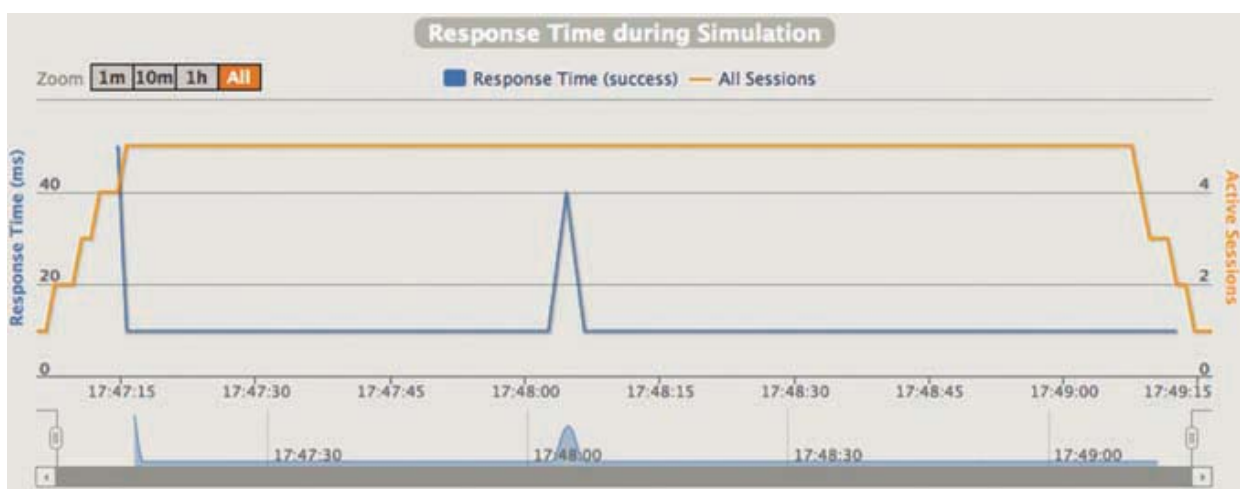 Response Time during Simulation
Zoom 1m 10m 1h All
Response Time (success) All Sessions
Response Time (ms)
40
20
0
4
2
0
Active Sessions
17:47:15 17:47:30 17:47:45 17:48:00 17:48:15 17:48:30 17:48:45 17:49:00 17:49:15
17:47:30 17:48:00 17:48:30 17:49:00